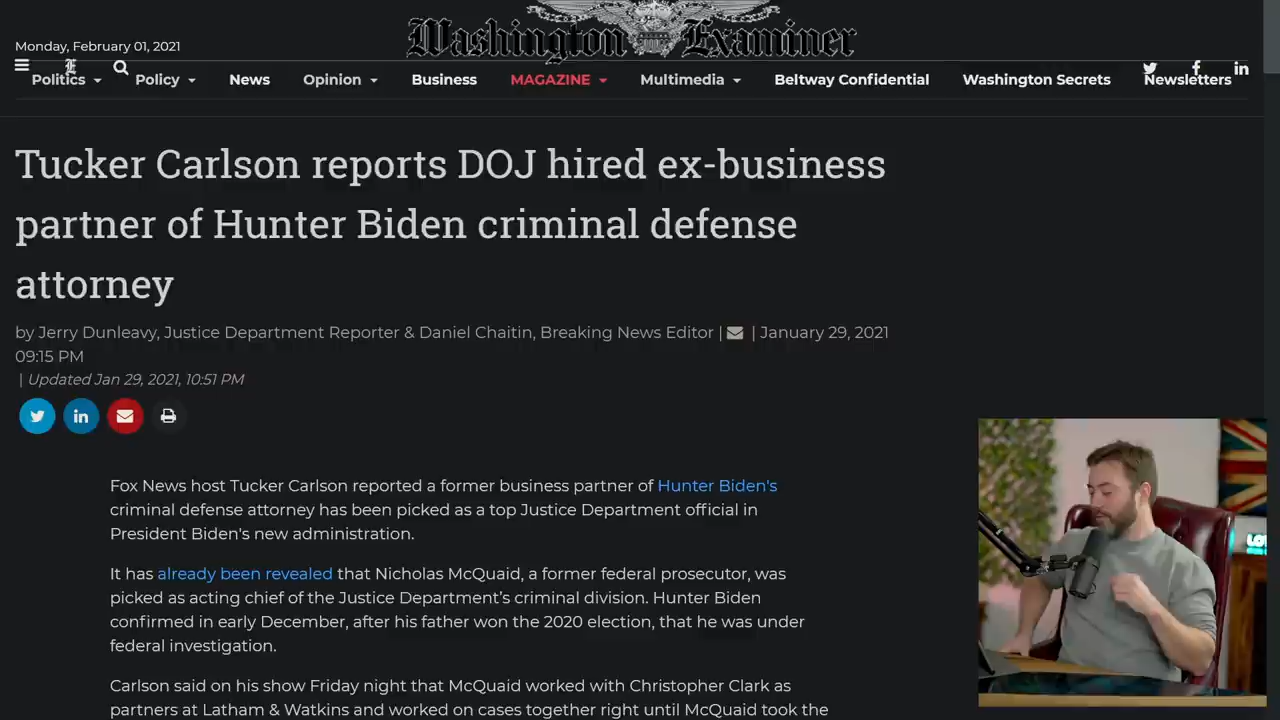 Washington Examiner
Monday, February 01, 2021
Politics
Policy
News
Opinion
Business
MAGAZINE
Multimedia
Beltway Confidential
Washington Secrets
Newsletters
Tucker Carlson reports DOJ hired ex-business
partner of Hunter Biden criminal defense
attorney
by Jerry Dunleavy, Justice Department Reporter & Daniel Chaitin, Breaking News Editor | | January 29, 2021
09:15 PM
| Updated Jan 29, 2021, 10:51 PM
Fox News host Tucker Carlson reported a former business partner of Hunter Biden's
criminal defense attorney has been picked as a top Justice Department official in
President Biden's new administration.
It has already been revealed that Nicholas McQuaid, a former federal prosecutor, was
picked as acting chief of the Justice Department’s criminal division. Hunter Biden
confirmed in early December, after his father won the 2020 election, that he was under
federal investigation.
Carlson said on his show Friday night that McQuaid worked with Christopher Clark as
partners at Latham & Watkins and worked on cases together right until McQuaid took the